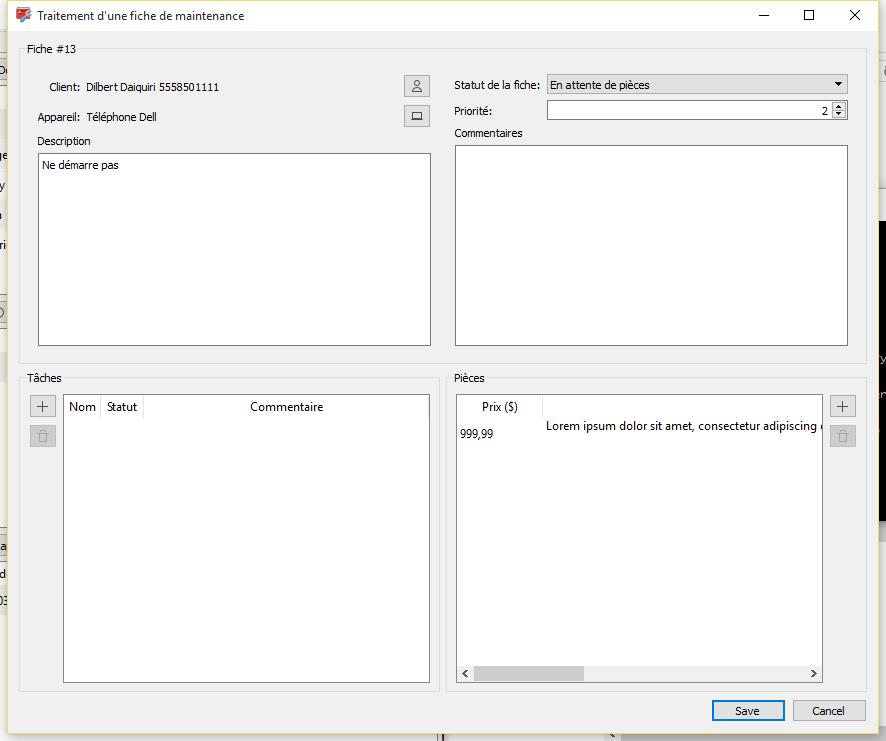 Traitement d'une fiche de maintenance
Fiche #13
Client: Dilbert Daiquiri 5558501111
Appareil: Téléphone Dell
Description
Ne démarre pas
Statut de la fiche: En attente de pièces
Priorité: 2
Commentaires
Tâches
Nom Statut Commentaire
Pièces
Prix ($)
999,99 Lorem ipsum dolor sit amet, consectetur adipiscing
Save Cancel